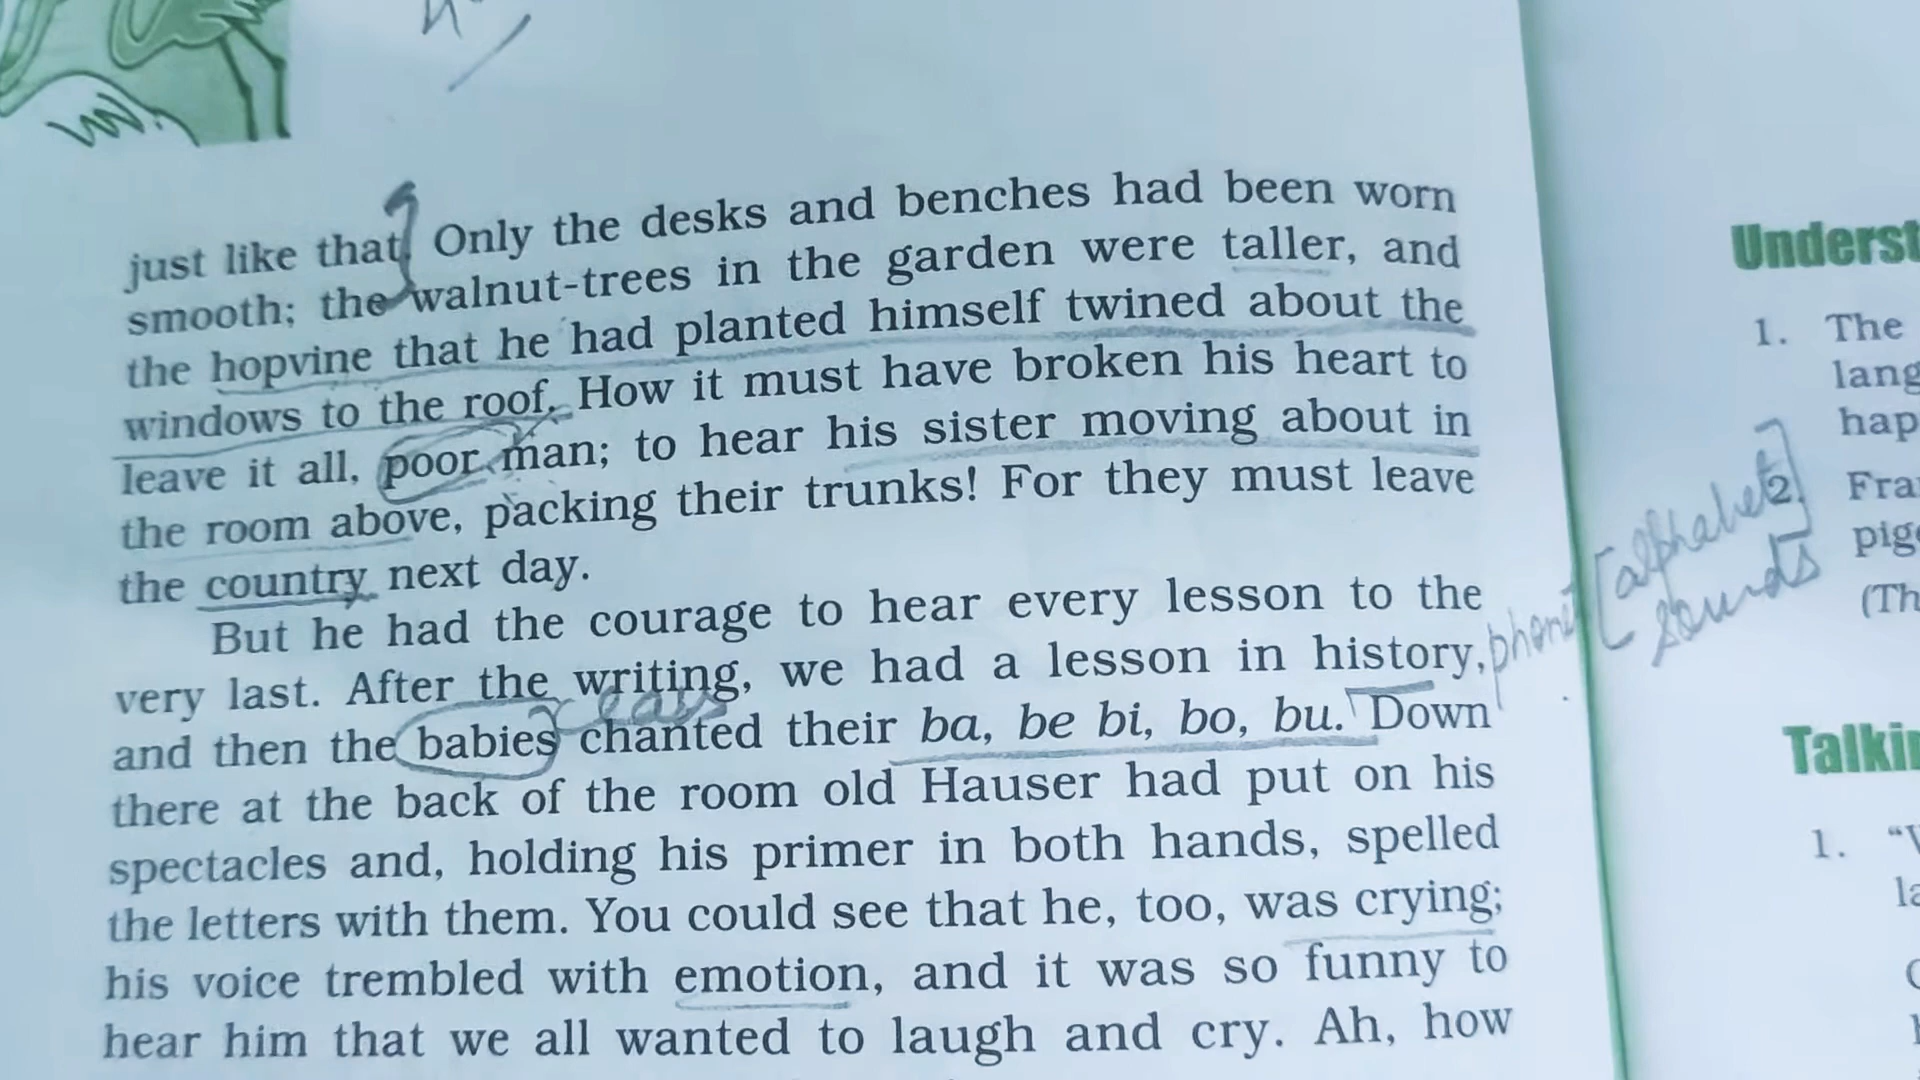 just like that. Only the desks and benches had been worn
smooth; the walnut-trees in the garden were taller, and
the hopvine that he had planted himself twined about the
windows to the roof. How it must have broken his heart to
leave it all, poor man; to hear his sister moving about in
the room above, packing their trunks! For they must leave
the country next day.
But he had the courage to hear every lesson to the
very last. After the writing, we had a lesson in history,
and then the babies chanted their ba, be bi, bo, bu. Down
there at the back of the room old Hauser had put on his
spectacles and, holding his primer in both hands, spelled
the letters with them. You could see that he, too, was crying;
his voice trembled with emotion, and it was so funny to
hear him that we all wanted to laugh and cry. Ah, how
alphabet
sounds
Underst
1. The
lang
hap
2. Fra
pig
(Th
Talkin
1. "W
la